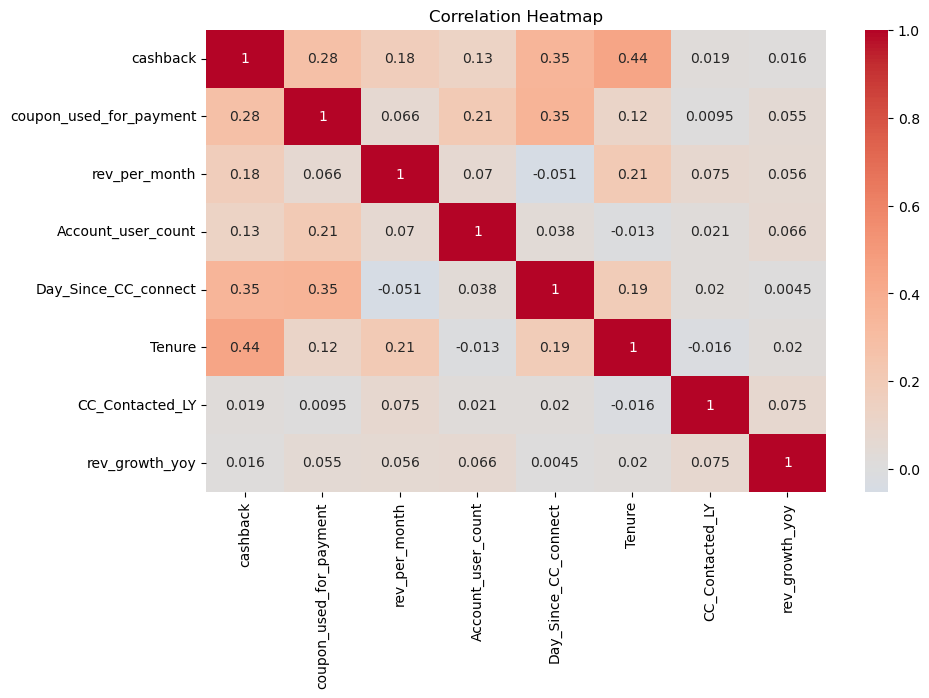 Correlation Heatmap
cashback 1 0.28 0.18 0.13 0.35 0.44 0.019 0.016
coupon_used_for_payment 0.28 1 0.066 0.21 0.35 0.12 0.0095 0.055
rev_per_month 0.18 0.066 1 0.07 -0.051 0.21 0.075 0.056
Account_user_count 0.13 0.21 0.07 1 0.038 -0.013 0.021 0.066
Day_Since_CC_connect 0.35 0.35 -0.051 0.038 1 0.19 0.02 0.0045
Tenure 0.44 0.12 0.21 -0.013 0.19 1 -0.016 0.02
CC_Contacted_LY 0.019 0.0095 0.075 0.021 0.02 -0.016 1 0.075
rev_growth_yoy 0.016 0.055 0.056 0.066 0.0045 0.02 0.075 1
cashback
coupon_used_for_payment
rev_per_month
Account_user_count
Day_Since_CC_connect
Tenure
CC_Contacted_LY
rev_growth_yoy
1.0
0.8
0.6
0.4
0.2
0.0